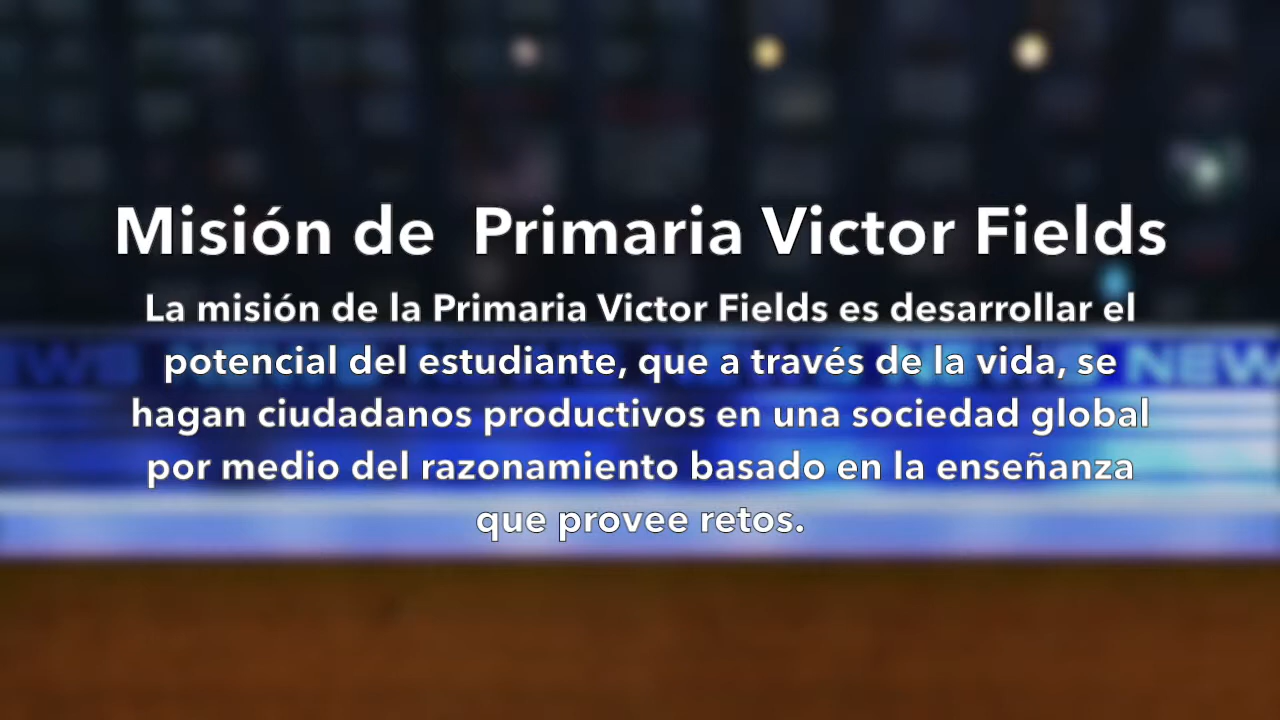 Misión de  Primaria Victor Fields
La misión de la Primaria Victor Fields es desarrollar el
potencial del estudiante, que a través de la vida, se
hagan ciudadanos productivos en una sociedad global
por medio del razonamiento basado en la enseñanza
que provee retos.
NEWS